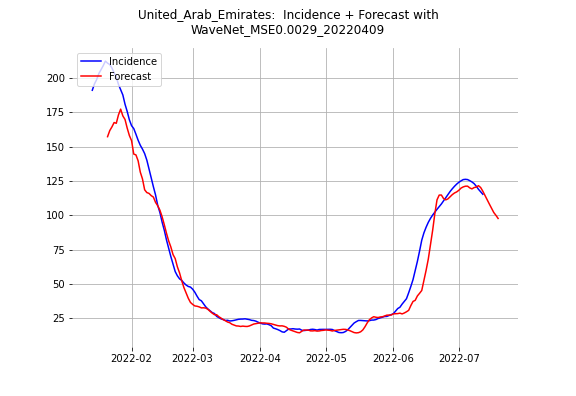 United_Arab_Emirates:  Incidence + Forecast with
WaveNet_MSE0.0029_20220409
Incidence
Forecast
200
175
150
125
100
75
50
25
2022-02 2022-03 2022-04 2022-05 2022-06 2022-07